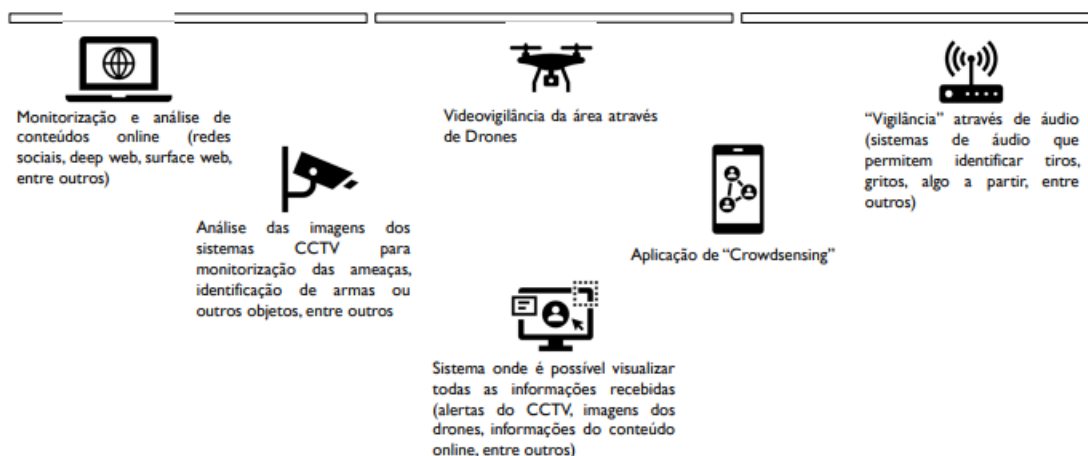 Monitorização e análise de
conteúdos online (redes
sociais, deep web, surface web,
entre outros)
Análise das imagens dos
sistemas CCTV para
monitorização das ameaças,
identificação de armas ou
outros objetos, entre outros
Videovigilância da área através
de Drones
Sistema onde é possível visualizar
todas as informações recebidas
(alertas do CCTV, imagens dos
drones, informações do conteúdo
online, entre outros)
Aplicação de “Crowdsensing”
“Vigilância” através de áudio
(sistemas de áudio que
permitem identificar tiros,
gritos, algo a partir, entre
outros)